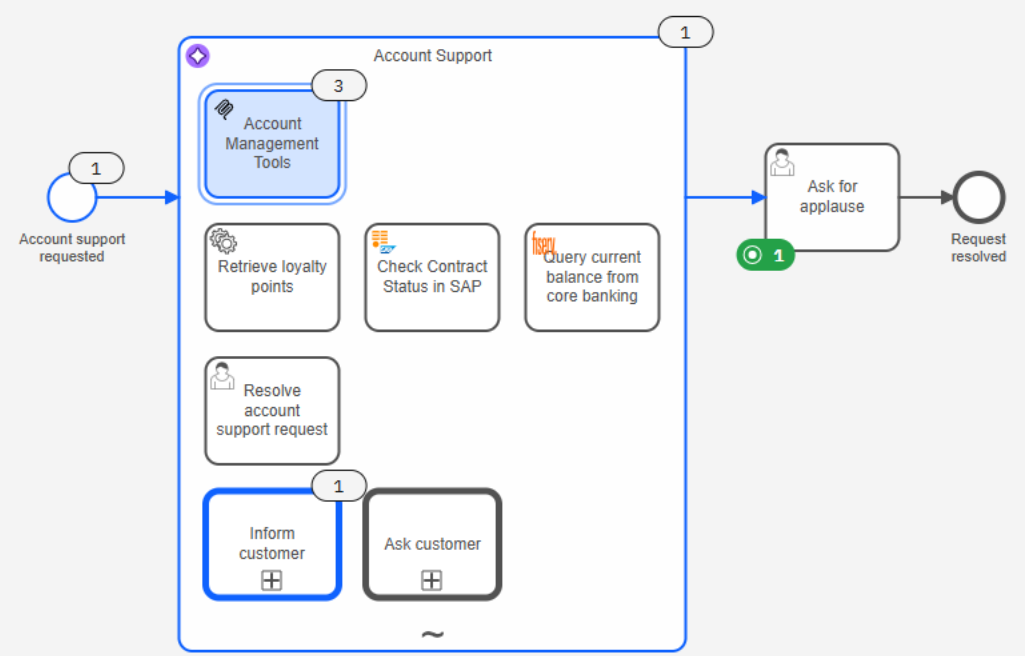 1
Account Support
3
Account
Management
Tools
1
Account support
requested
Ask for
applause
1
Request
resolved
Retrieve loyalty
points
Check Contract
Status in SAP
SAP
fiserv.
Query current
balance from
core banking
Resolve
account
support request
1
Inform
customer
Ask customer
~